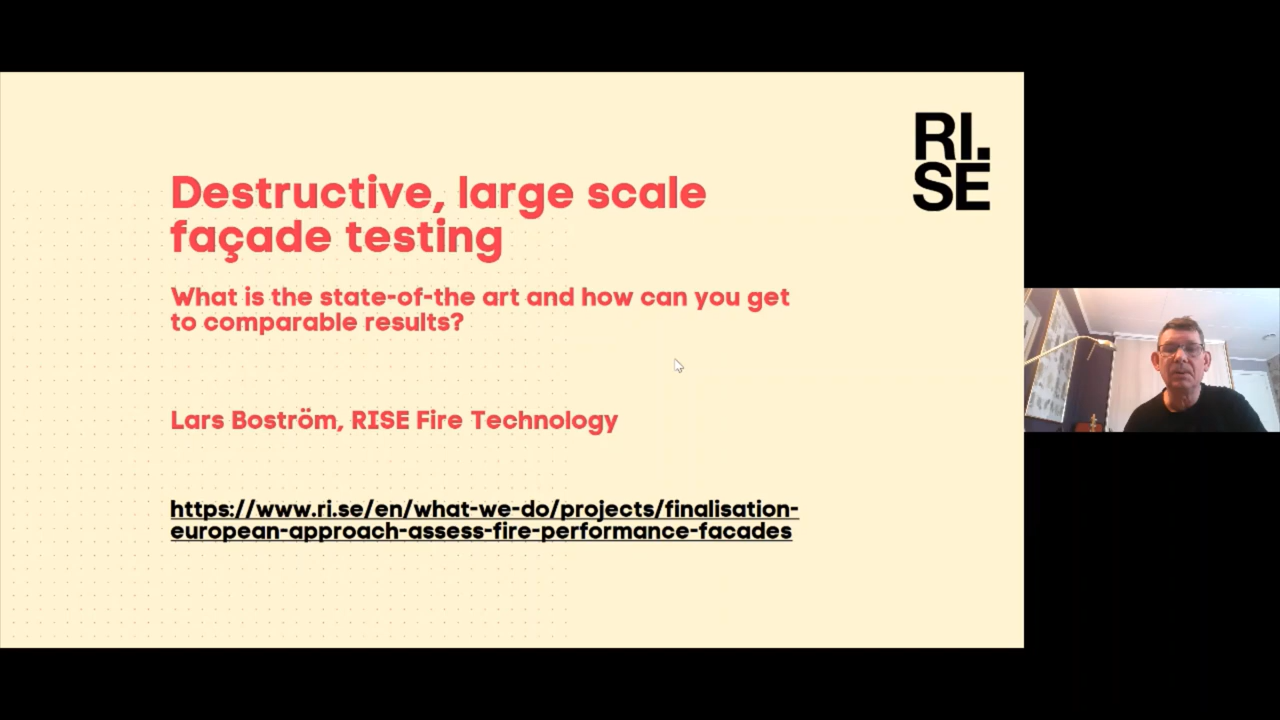 RI.
SE
Destructive, large scale
façade testing
What is the state-of-the art and how can you get
to comparable results?
Lars Boström, RISE Fire Technology
https://www.ri.se/en/what-we-do/projects/finalisation-
european-approach-assess-fire-performance-facades